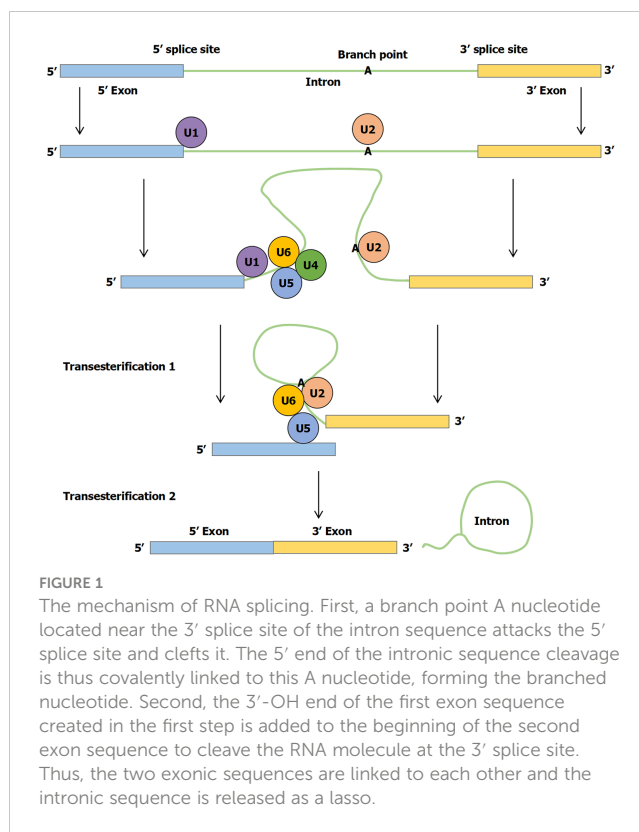 5′ splice site Branch point 3′ splice site
5′ A 3′
5′ Exon Intron 3′ Exon
U1 U2
5′ A 3′
U1 U6 U4 A U2
5′ U5 3′
Transesterification 1
A
U6 U2
U5 3′
5′
Transesterification 2
5′ Exon 3′ Exon Intron
5′ 3′
FIGURE 1
The mechanism of RNA splicing. First, a branch point A nucleotide
located near the 3′ splice site of the intron sequence attacks the 5′
splice site and clefts it. The 5′ end of the intronic sequence cleavage
is thus covalently linked to this A nucleotide, forming the branched
nucleotide. Second, the 3′-OH end of the first exon sequence
created in the first step is added to the beginning of the second
exon sequence to cleave the RNA molecule at the 3′ splice site.
Thus, the two exonic sequences are linked to each other and the
intronic sequence is released as a lasso.